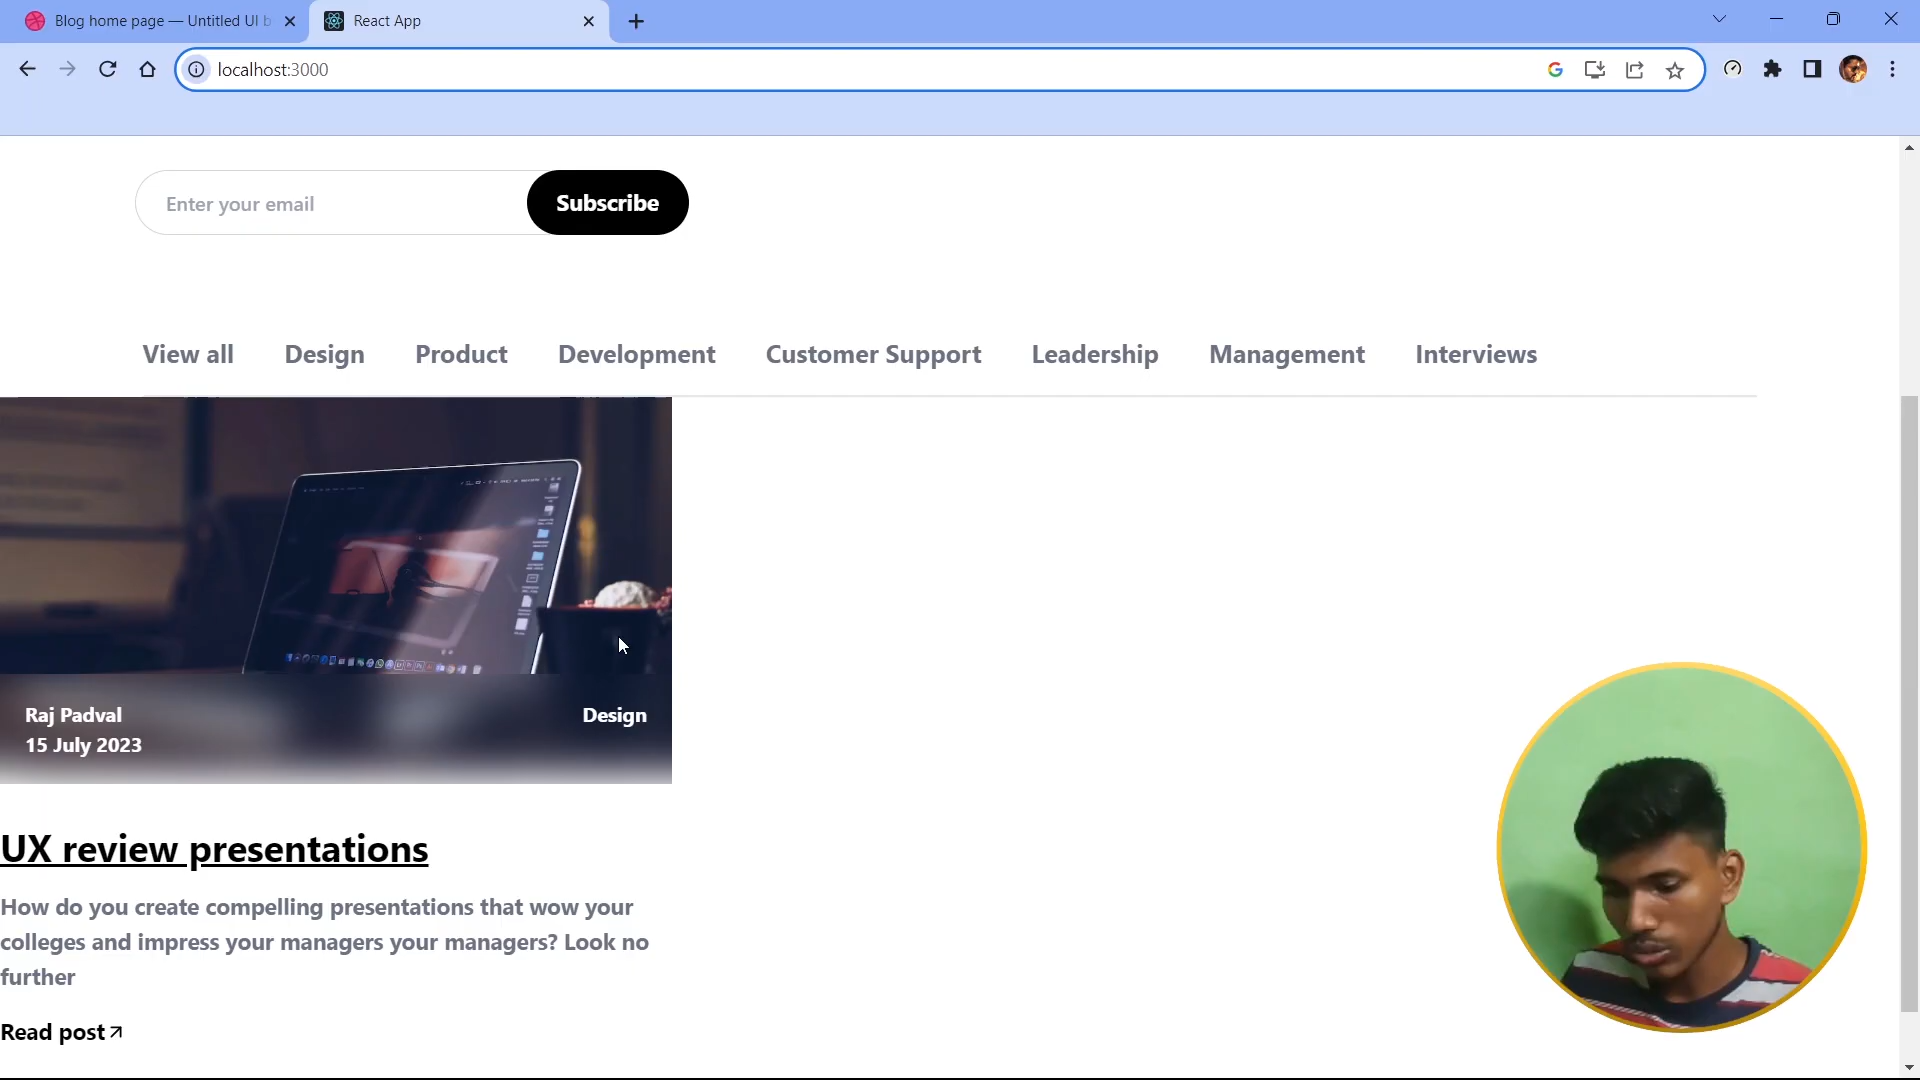 Blog home page — Untitled UI b
React App
localhost:3000
Enter your email
Subscribe
View all Design Product Development Customer Support Leadership Management Interviews
Raj Padval
Design
15 July 2023
UX review presentations
How do you create compelling presentations that wow your
colleges and impress your managers your managers? Look no
further
Read post